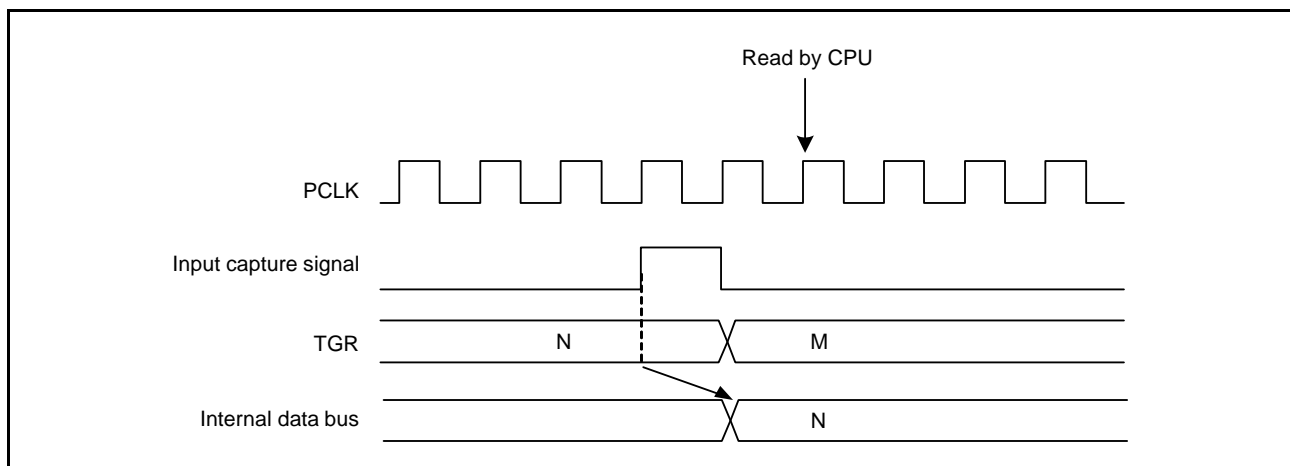 Read by CPU
PCLK
Input capture signal
TGR
N
M
Internal data bus
N